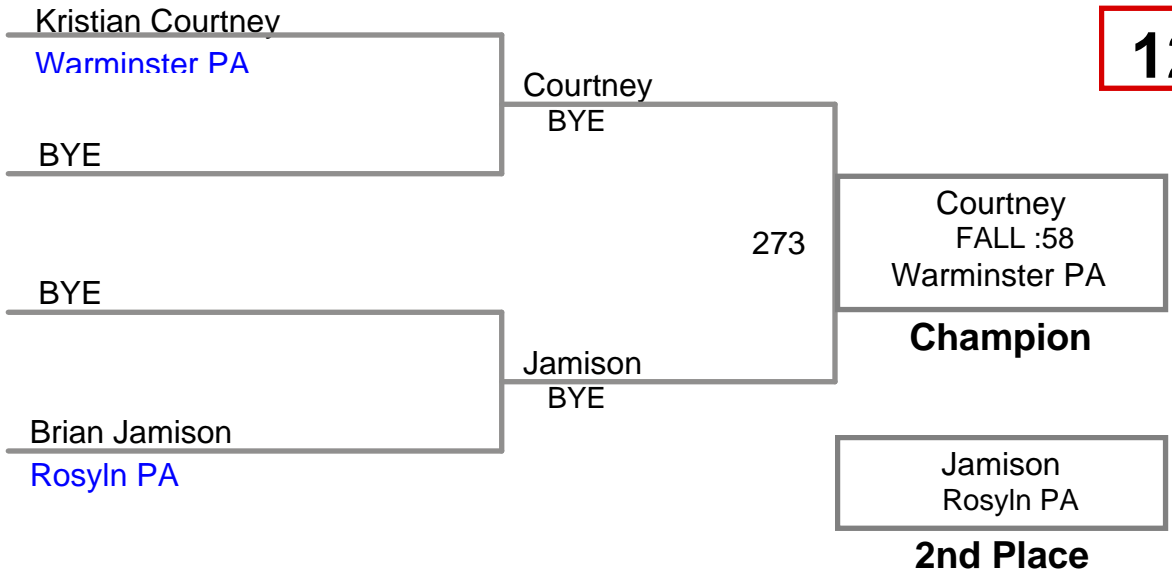 Kristian Courtney
Warminster PA
BYE
BYE
Brian Jamison
Rosyln PA
Courtney
BYE
Jamison
BYE
273
Courtney
FALL :58
Warminster PA
Champion
Jamison
Rosyln PA
2nd Place